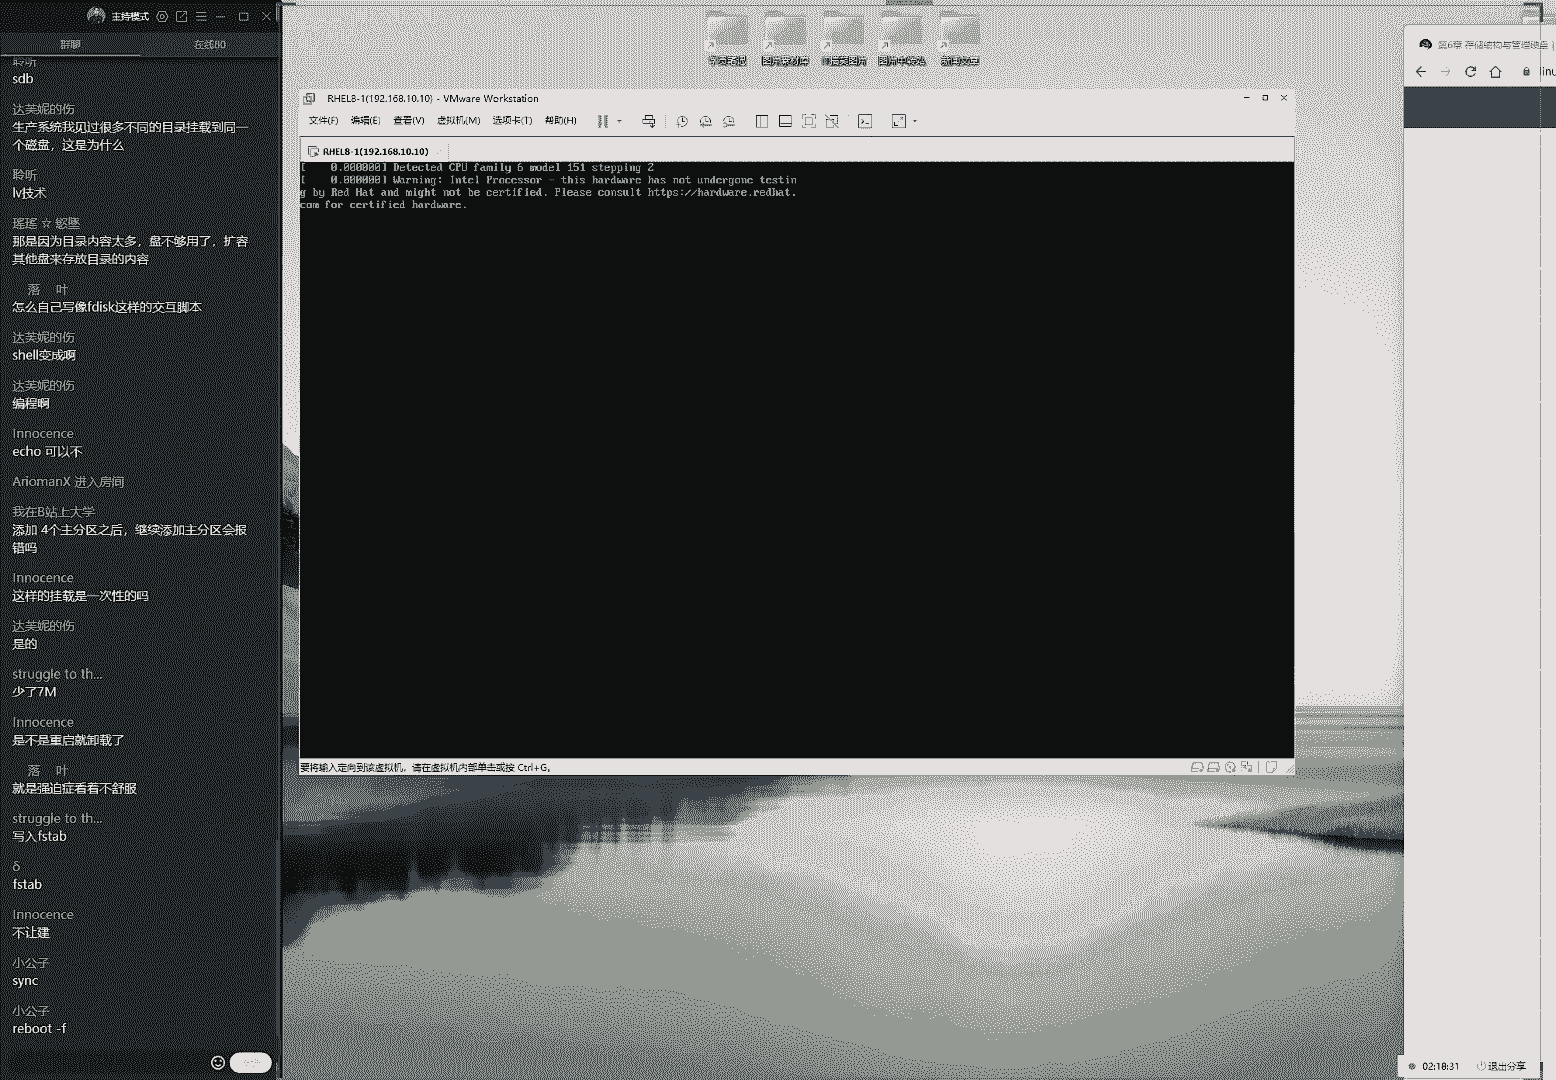 主持模式
群聊
在线80
聆听
sdb
达芙妮的伤
生产系统我见过很多不同的目录挂载到同一
个磁盘，这是为什么
聆听
lv技术
那是因为目录内容太多，盘不够用了，扩容
其他盘来存放目录的内容
落 叶
怎么自己写像fdisk这样的交互脚本
达芙妮的伤
shell变成啊
达芙妮的伤
编程啊
Innocence
echo 可以不
AriomanX 进入房间
我在B站上大学
添加 4个主分区之后，继续添加主分区会报
错吗
Innocence
这样的挂载是一次性的吗
达芙妮的伤
是的
struggle to th...
少了7M
Innocence
是不是重启就卸载了
落 叶
就是强迫症看着不舒服
struggle to th...
写入fstab
δ
fstab
Innocence
不让建
小公子
sync
小公子
reboot -f
RHEL8-1(192.168.10.10) - VMware Workstation
文件(F) 编辑(E) 查看(V) 虚拟机(M) 选项卡(T) 帮助(H)
RHEL8-1(192.168.10.10)
[    0.000000] Detected CPU family 6 model 151 stepping 2
[    0.000000] Warning: Intel Processor - this hardware has not undergone testin
g by Red Hat and might not be certified. Please consult https://hardware.redhat.
com for certified hardware.
要将输入定向到该虚拟机，请在虚拟机内部单击或按 Ctrl+G。
第6章 存储结构与管理硬盘
linu
02:18:31
退出分享